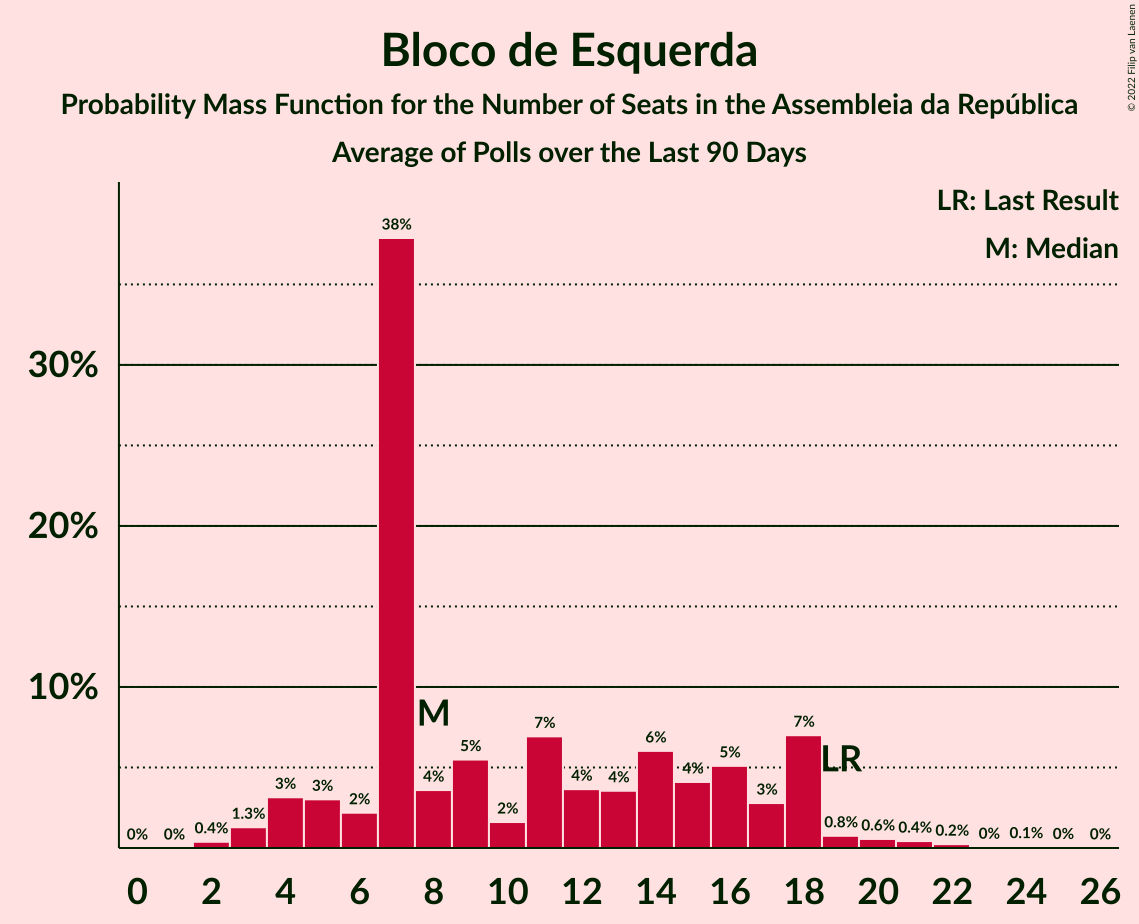 Bloco de Esquerda
Probability Mass Function for the Number of Seats in the Assembleia da República
Average of Polls over the Last 90 Days
© 2022 Filip van Laenen
LR: Last Result
M: Median
30%
20%
10%
0% 0% 0.4% 1.3% 3% 3% 2% 38% 4% 5% 2% 7% 4% 4% 6% 4% 5% 3% 7% 0.8% 0.6% 0.4% 0.2% 0% 0.1% 0% 0%
M
LR
0 2 4 6 8 10 12 14 16 18 20 22 24 26